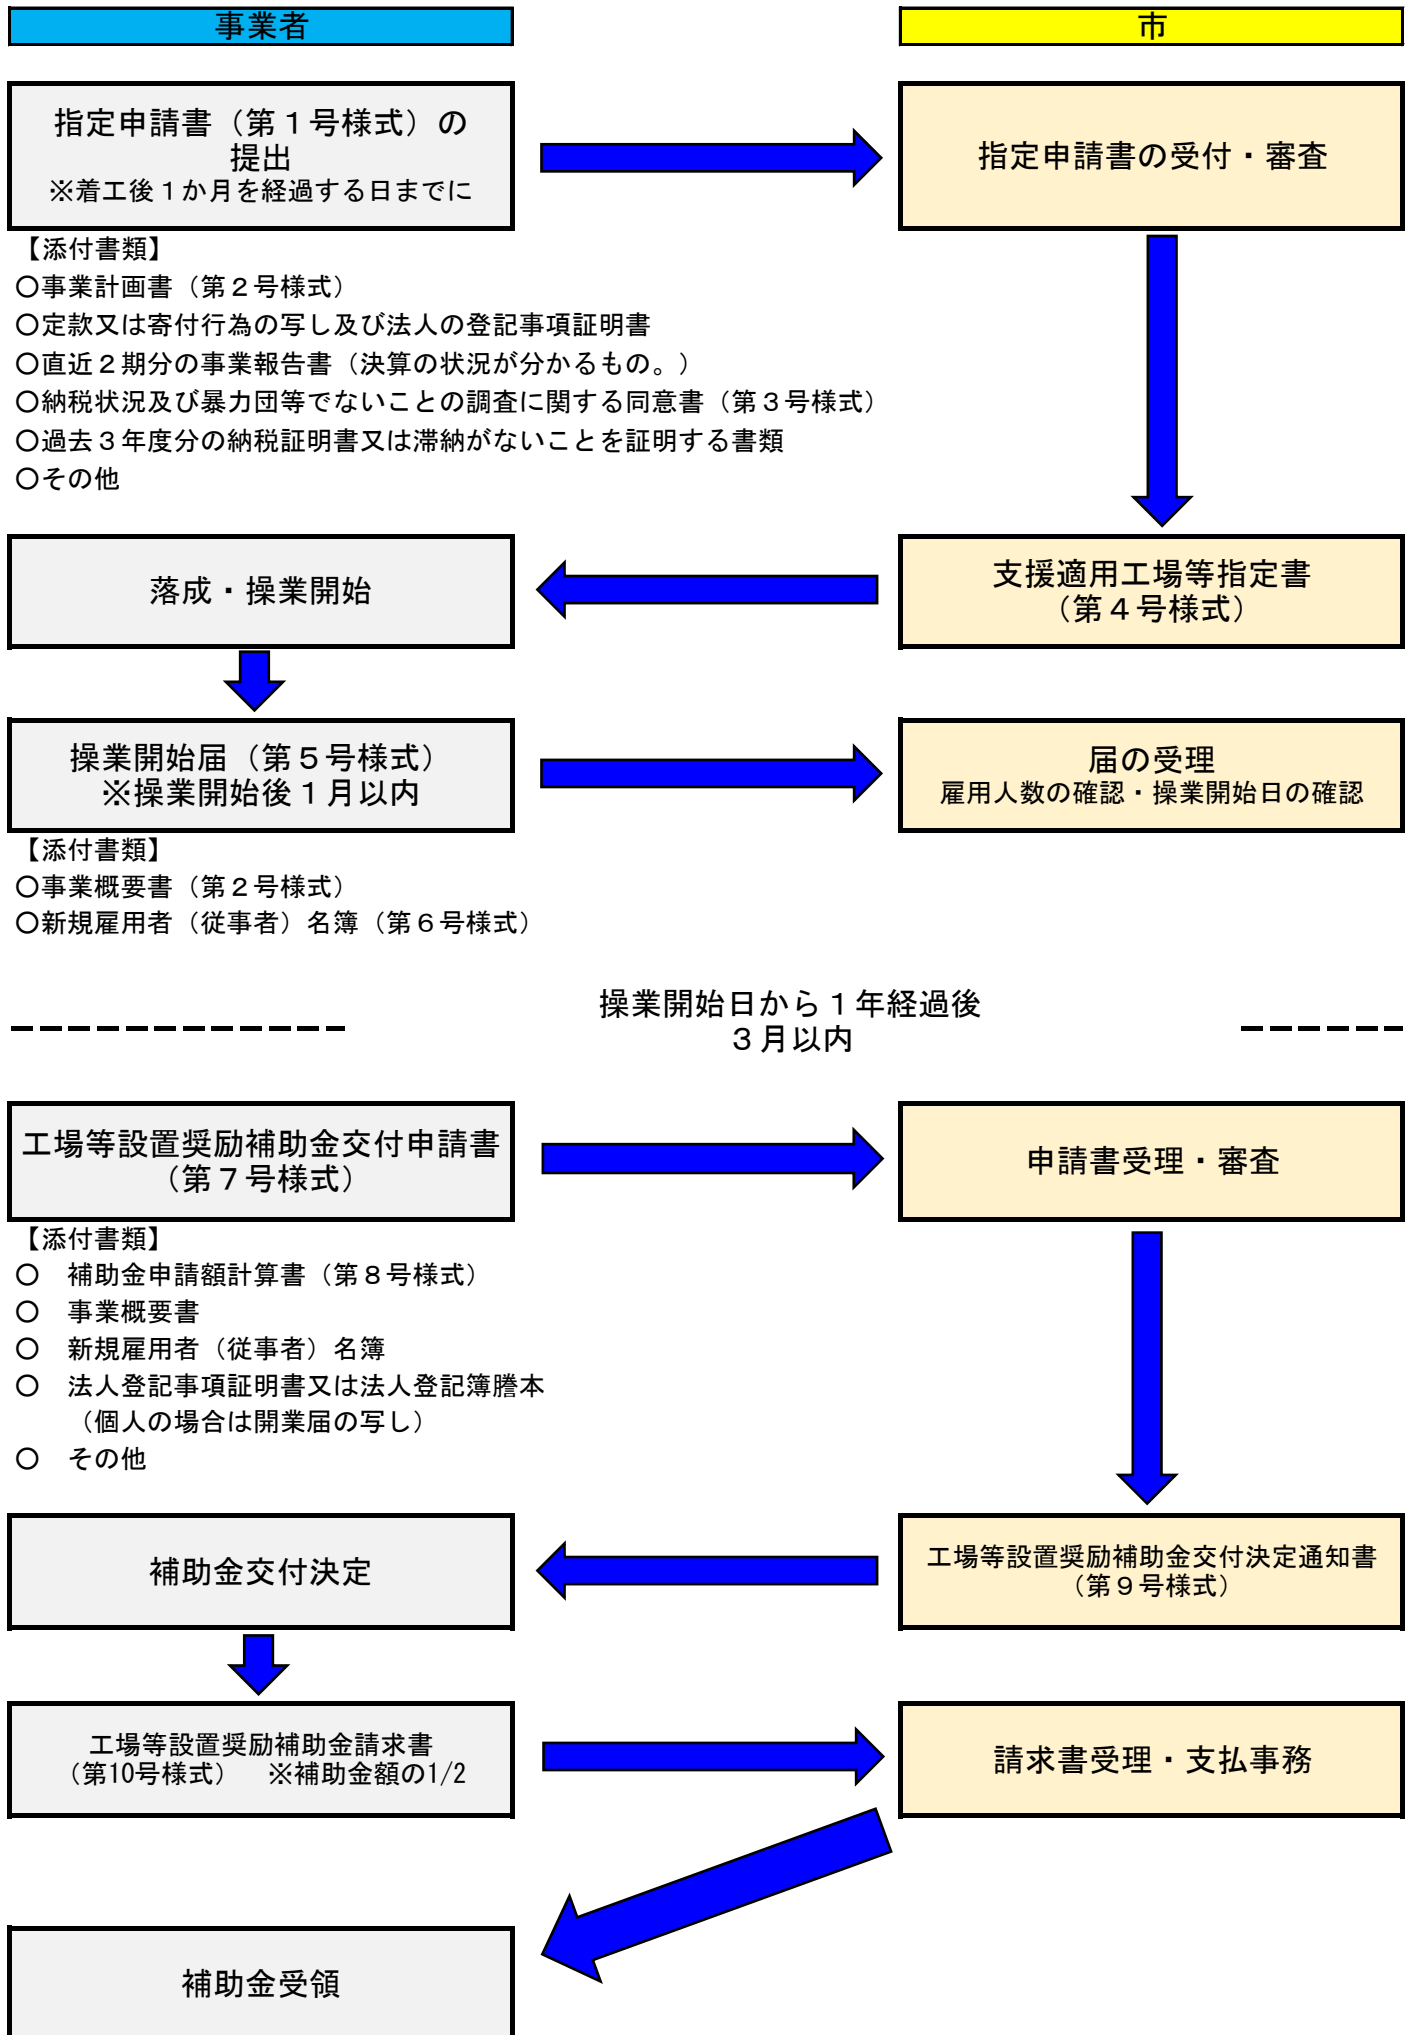 事業者
市
指定申請書（第１号様式）の
提出
※着工後１か月を経過する日までに
指定申請書の受付・審査
【添付書類】
〇事業計画書（第２号様式）
〇定款又は寄付行為の写し及び法人の登記事項証明書
〇直近２期分の事業報告書（決算の状況が分かるもの。）
〇納税状況及び暴力団等でないことの調査に関する同意書（第３号様式）
〇過去３年度分の納税証明書又は滞納がないことを証明する書類
〇その他
落成・操業開始
支援適用工場等指定書
（第４号様式）
操業開始届（第５号様式）
※操業開始後１月以内
届の受理
雇用人数の確認・操業開始日の確認
【添付書類】
〇事業概要書（第２号様式）
〇新規雇用者（従事者）名簿（第６号様式）
操業開始日から１年経過後
３月以内
工場等設置奨励補助金交付申請書
（第７号様式）
申請書受理・審査
【添付書類】
〇　補助金申請額計算書（第８号様式）
〇　事業概要書
〇　新規雇用者（従事者）名簿
〇　法人登記事項証明書又は法人登記簿謄本
（個人の場合は開業届の写し）
〇　その他
補助金交付決定
工場等設置奨励補助金交付決定通知書
（第９号様式）
工場等設置奨励補助金請求書
（第10号様式）　※補助金額の1/2
請求書受理・支払事務
補助金受領